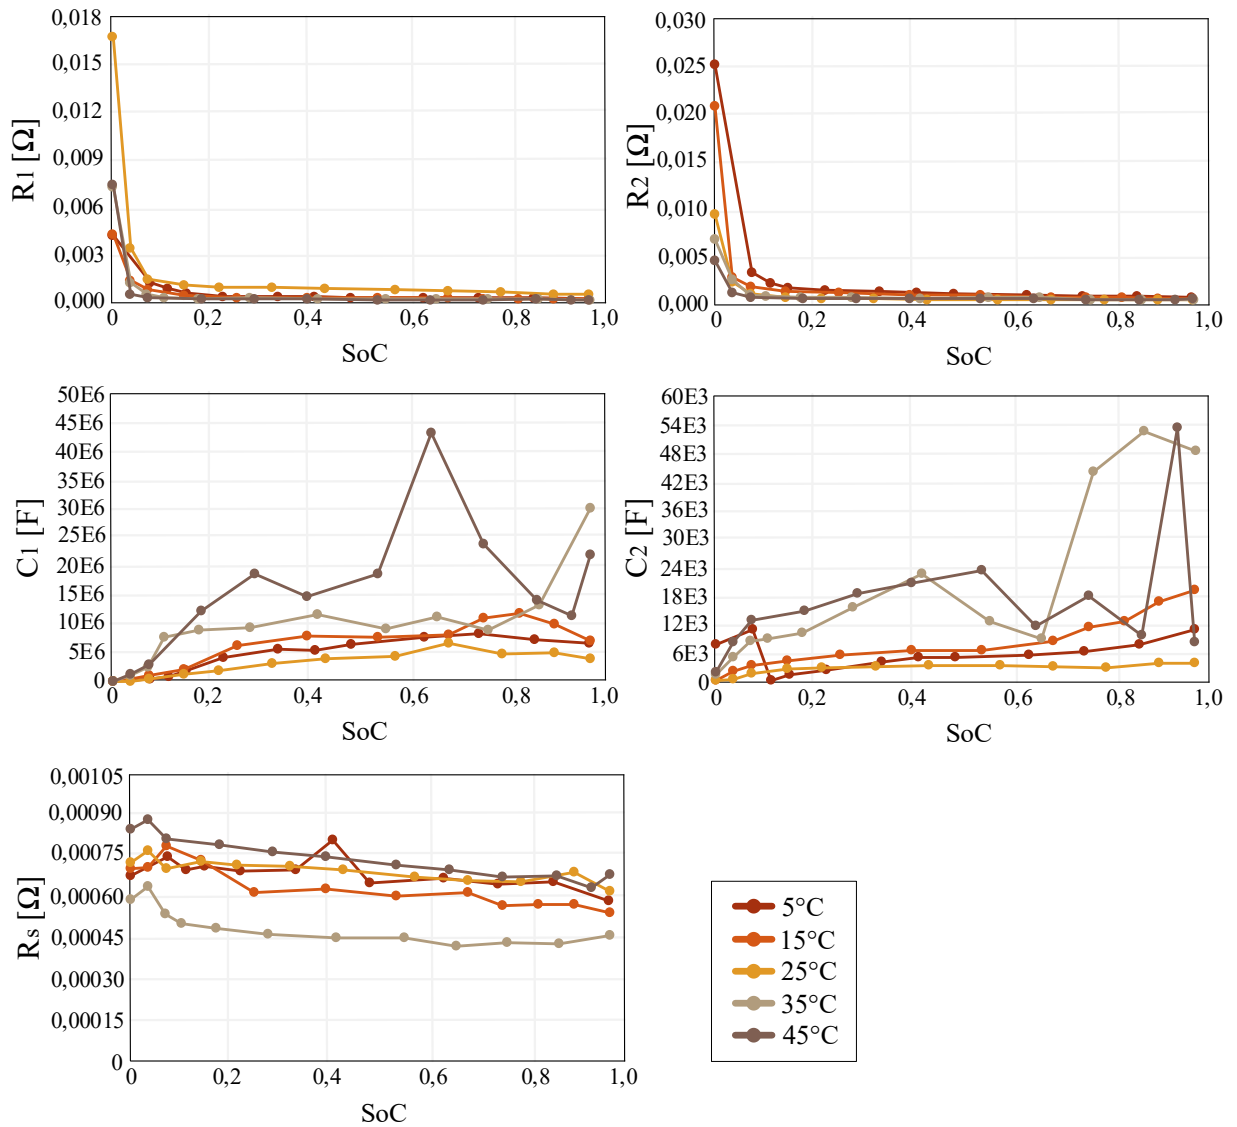 0,018
0,015
0,012
0,009
0,006
0,003
0,000
R1 [Ω]
0 0,2 0,4 0,6 0,8 1,0
SoC
0,030
0,025
0,020
0,015
0,010
0,005
0,000
R2 [Ω]
0 0,2 0,4 0,6 0,8 1,0
SoC
50E6
45E6
40E6
35E6
30E6
25E6
20E6
15E6
10E6
5E6
0
C1 [F]
0 0,2 0,4 0,6 0,8 1,0
SoC
60E3
54E3
48E3
42E3
36E3
30E3
24E3
18E3
12E3
6E3
0
C2 [F]
0 0,2 0,4 0,6 0,8 1,0
SoC
0,00105
0,00090
0,00075
0,00060
0,00045
0,00030
0,00015
0
Rs [Ω]
0 0,2 0,4 0,6 0,8 1,0
SoC
5°C
15°C
25°C
35°C
45°C